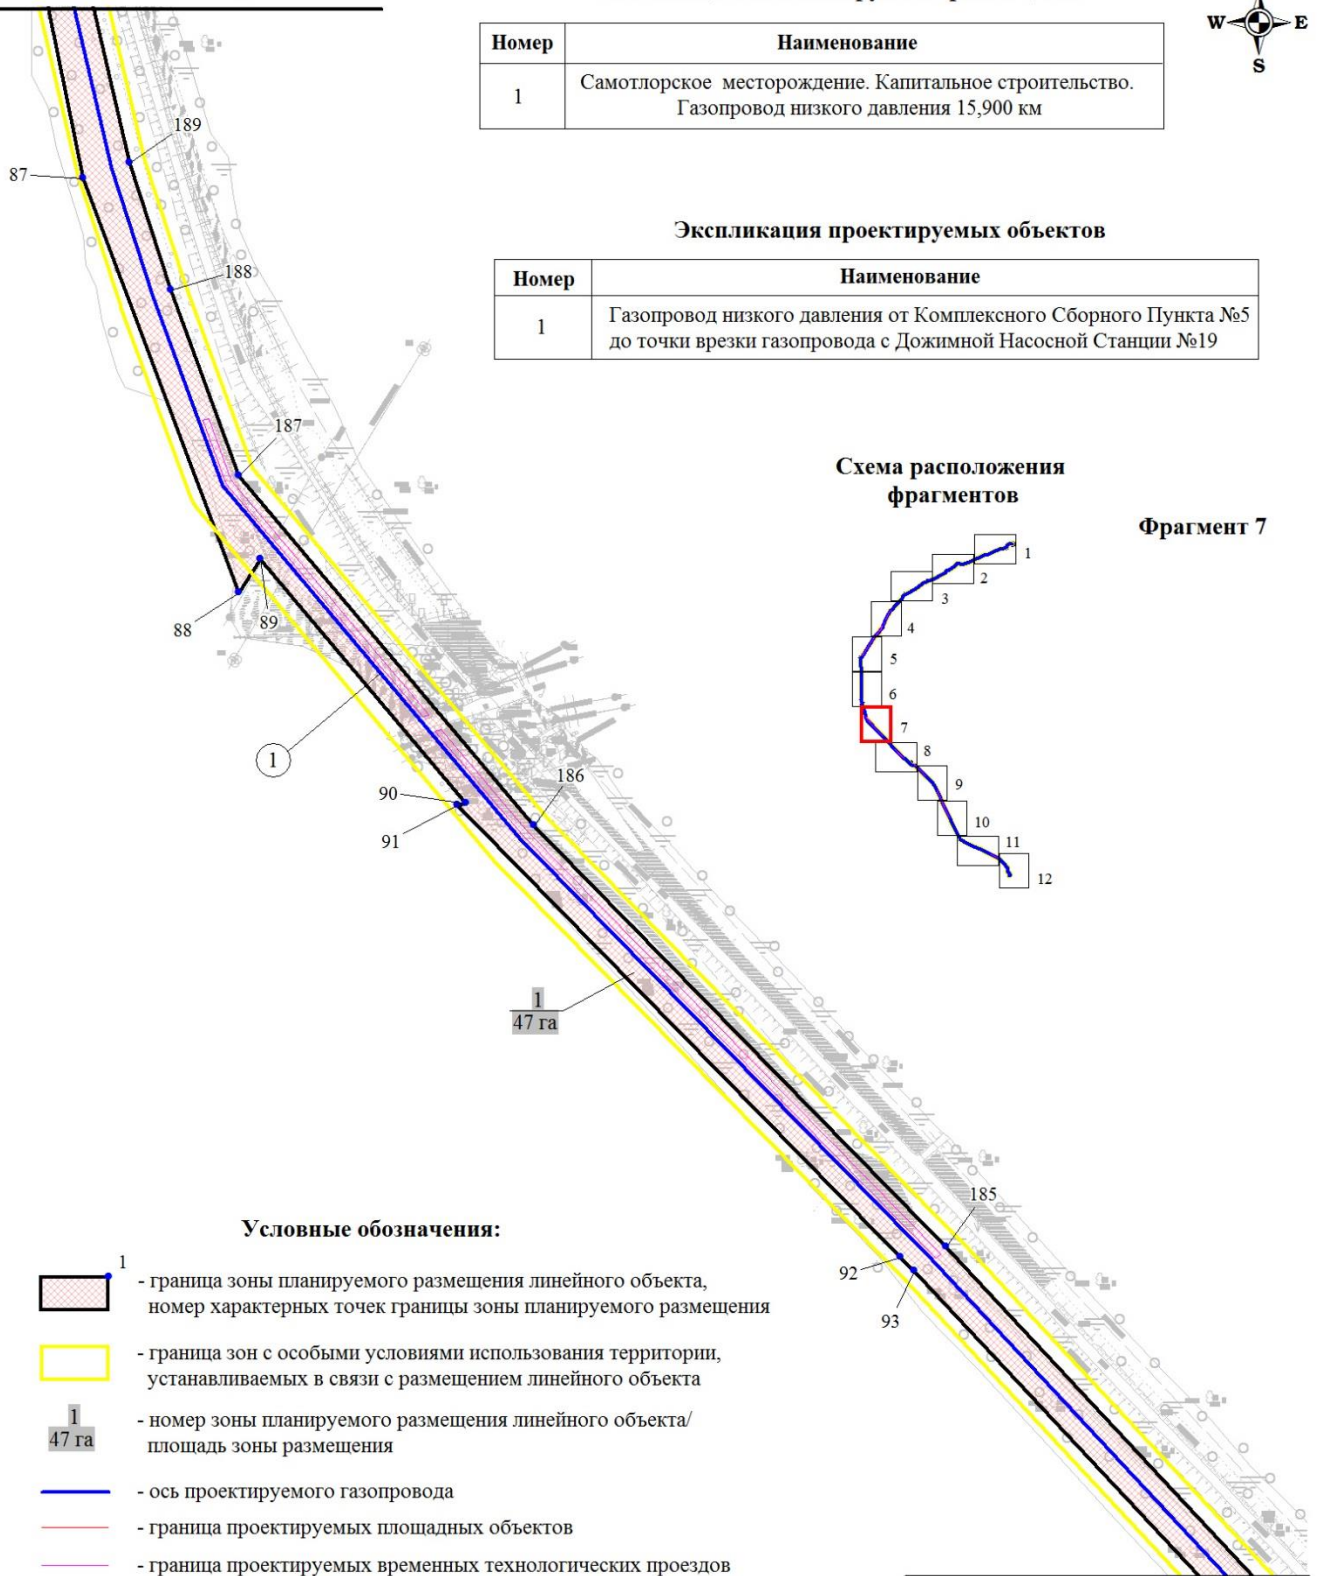 W E
S
Номер Наименование
1
Самотлорское месторождение. Капитальное строительство.
Газопровод низкого давления 15,900 км
Экспликация проектируемых объектов
Номер Наименование
1
Газопровод низкого давления от Комплексного Сборного Пункта №5
до точки врезки газопровода с Дожимной Насосной Станции №19
Схема расположения
фрагментов
Фрагмент 7
1
2
3
4
5
6
7
8
9
10
11
12
189
87
188
187
88
89
1
90
91
186
1
47 га
185
92
93
Условные обозначения:
1
- граница зоны планируемого размещения линейного объекта,
номер характерных точек границы зоны планируемого размещения
- граница зон с особыми условиями использования территории,
устанавливаемых в связи с размещением линейного объекта
1
47 га
- номер зоны планируемого размещения линейного объекта/
площадь зоны размещения
- ось проектируемого газопровода
- граница проектируемых площадных объектов
- граница проектируемых временных технологических проездов